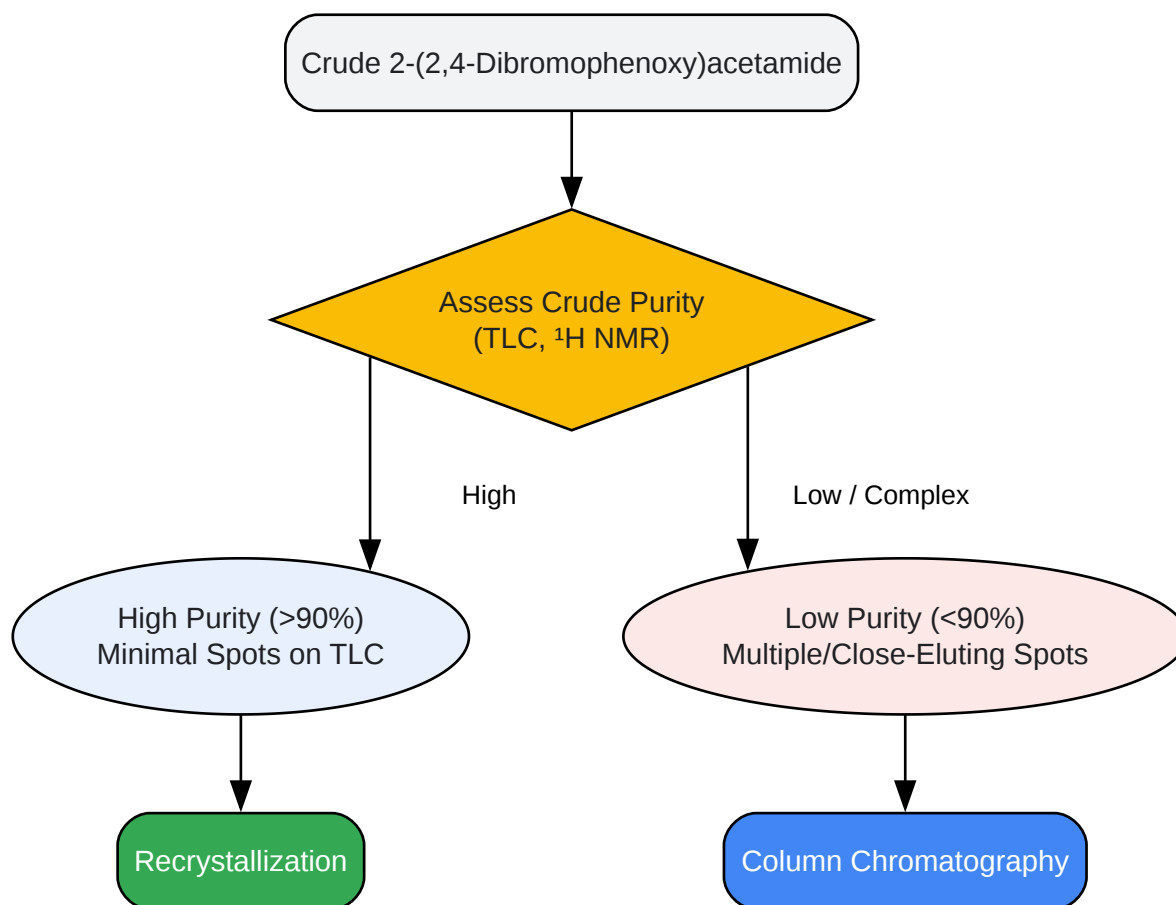 Crude 2-(2,4-Dibromophenoxy)acetamide
Assess Crude Purity
(TLC, ¹H NMR)
High
Low / Complex
High Purity (>90%)
Minimal Spots on TLC
Low Purity (<90%)
Multiple/Close-Eluting Spots
Recrystallization
Column Chromatography